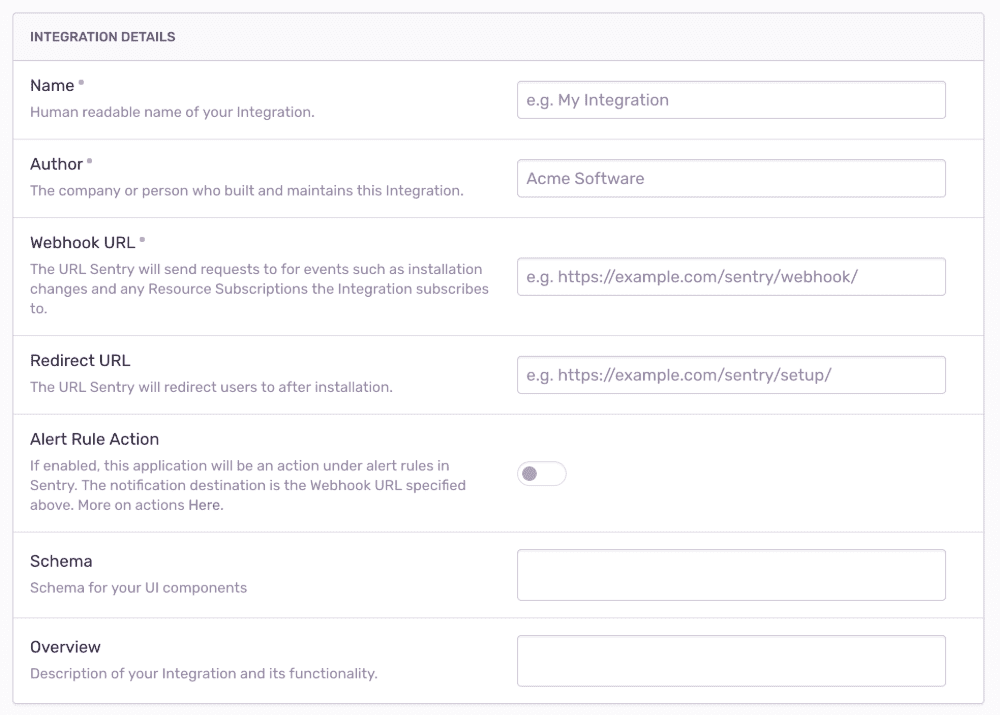 INTEGRATION DETAILS
Name
Human readable name of your Integration.
e.g. My Integration
Author
The company or person who built and maintains this Integration.
Acme Software
Webhook URL
The URL Sentry will send requests to for events such as installation
changes and any Resource Subscriptions the Integration subscribes
to.
e.g. https://example.com/sentry/webhook/
Redirect URL
The URL Sentry will redirect users to after installation.
e.g. https://example.com/sentry/setup/
Alert Rule Action
If enabled, this application will be an action under alert rules in
Sentry. The notification destination is the Webhook URL specified
above. More on actions Here.
Schema
Schema for your UI components
Overview
Description of your Integration and its functionality.